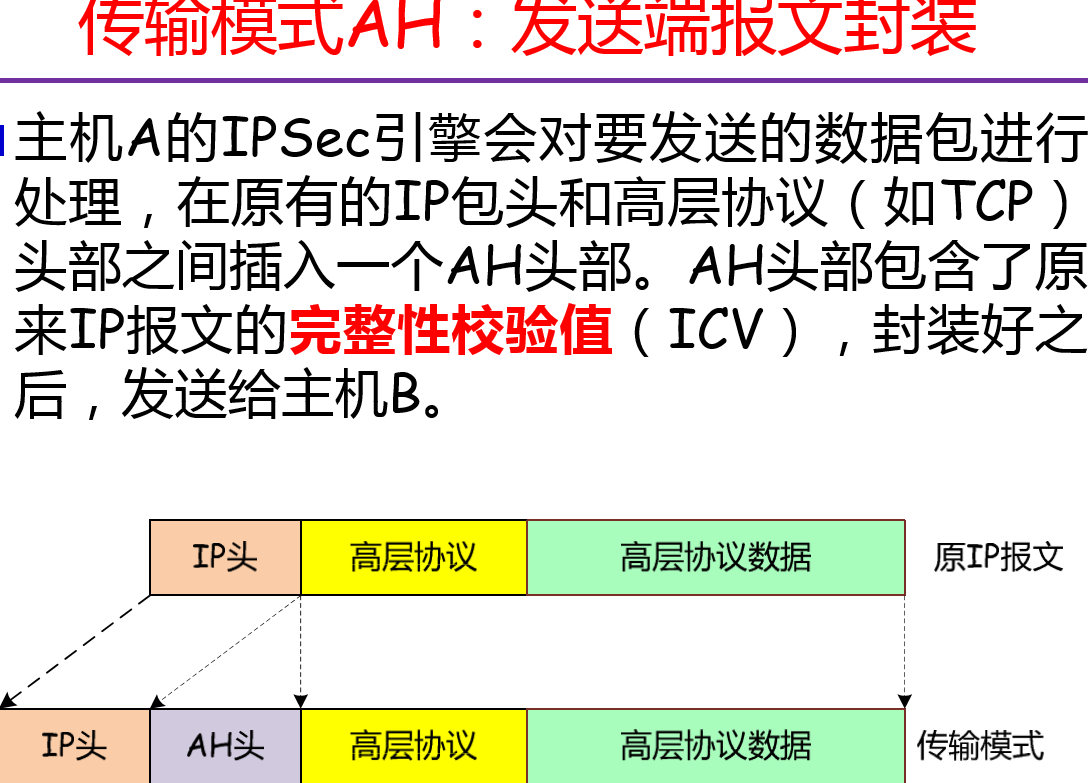 传输模式AH：发送端报文封装
主机A的IPSec引擎会对要发送的数据包进行
处理，在原有的IP包头和高层协议（如TCP）
头部之间插入一个AH头部。AH头部包含了原
来IP报文的完整性校验值（ICV），封装好之
后，发送给主机B。
IP头 高层协议 高层协议数据 原IP报文
IP头 AH头 高层协议 高层协议数据 传输模式